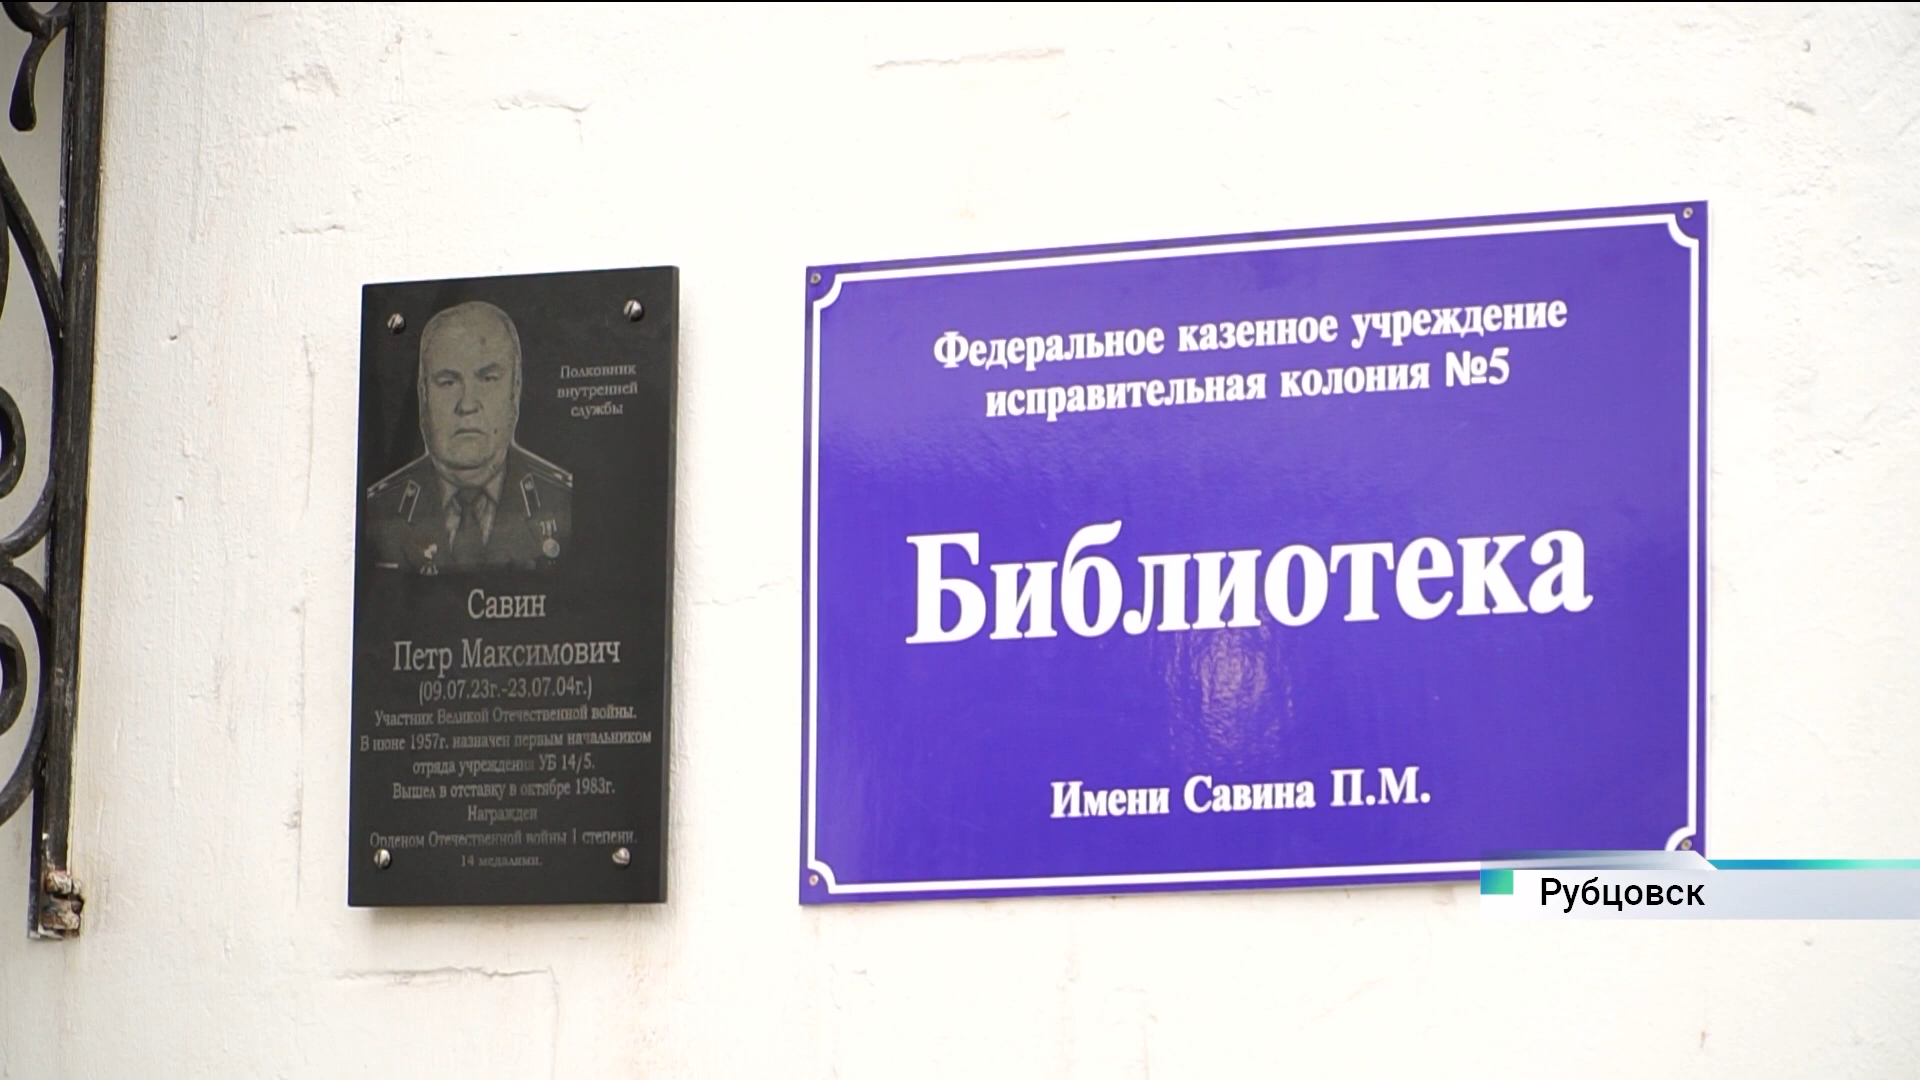 Полковник
внутренней
службы
Савин
Петр Максимович
(09.07.23г.-23.07.04г.)
Участник Великой Отечественной войны.
В июне 1957г. назначен первым начальником
отряда учреждения УБ 14/5.
Вышел в отставку в октябре 1983г.
Награжден
Орденом Отечественной войны 1 степени.
14 медалями.
Федеральное казенное учреждение
исправительная колония №5
Библиотека
Имени Савина П.М.
Рубцовск